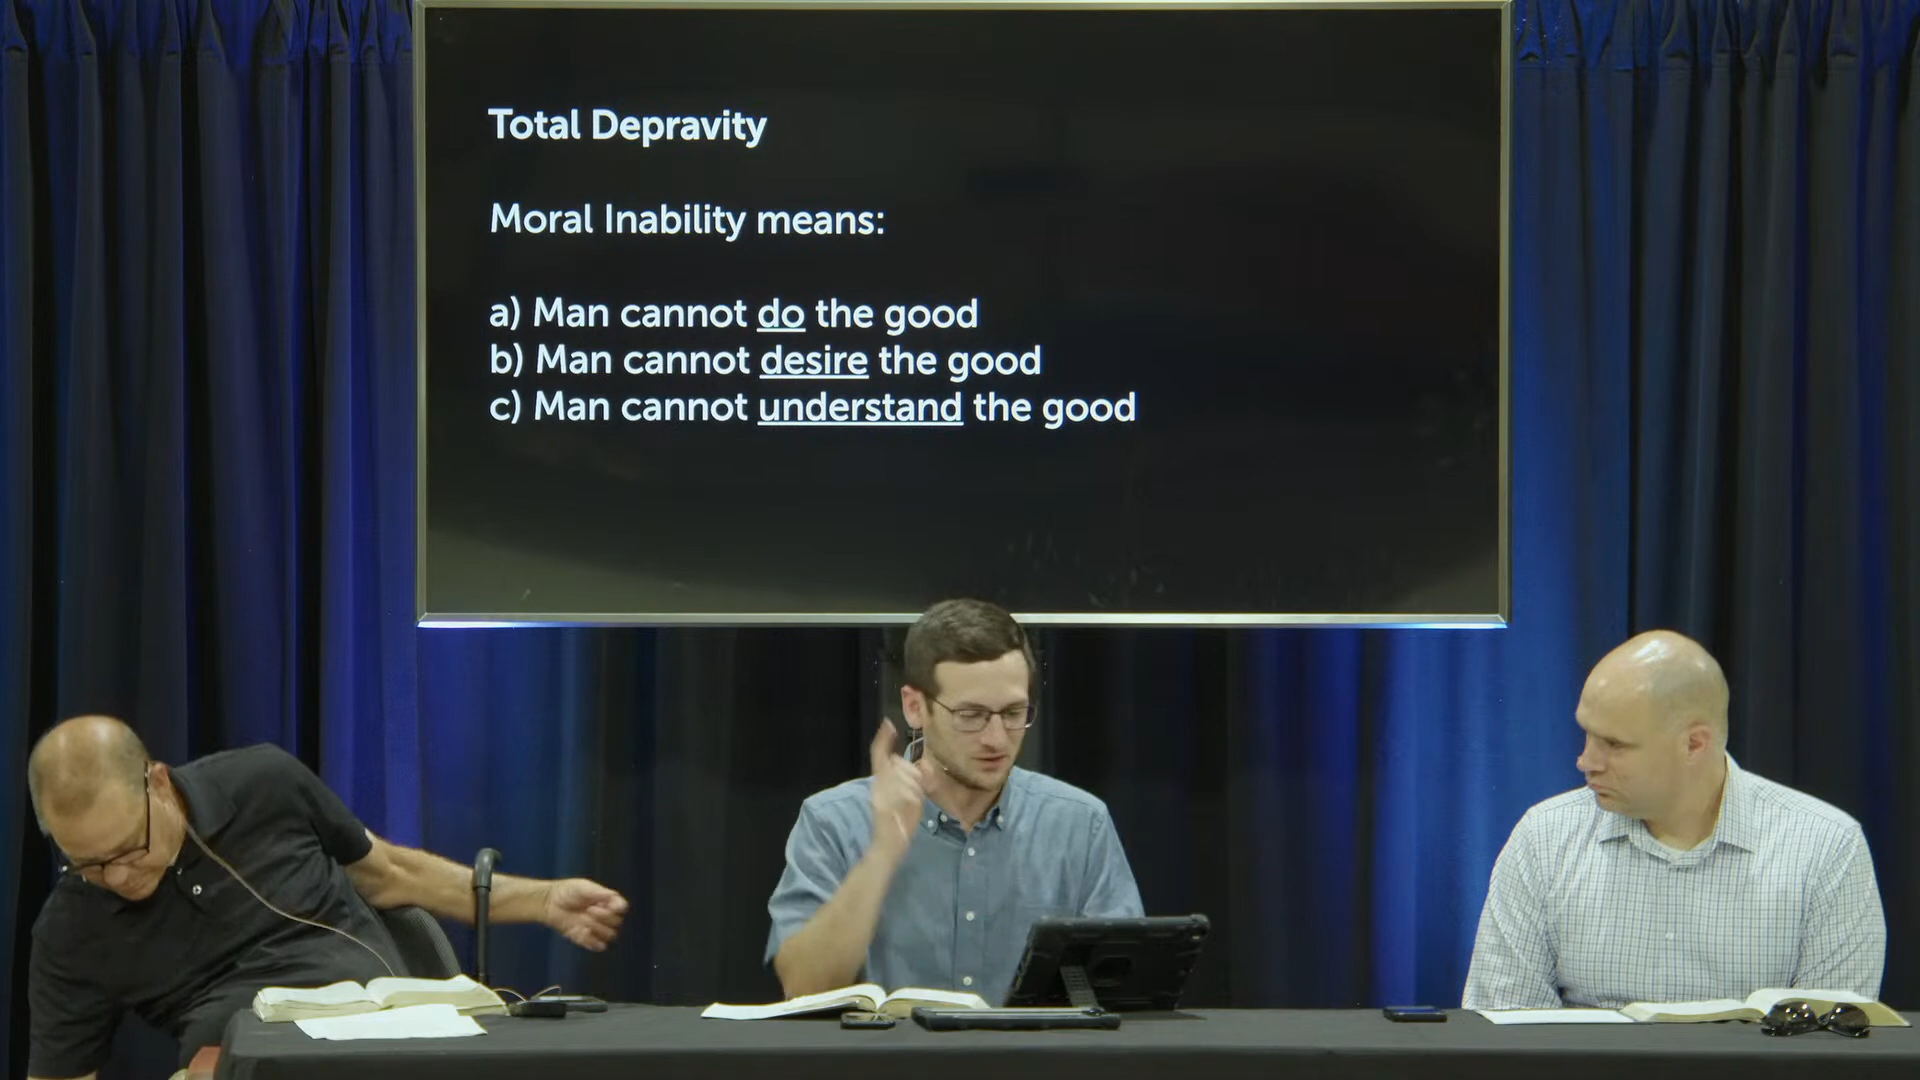 Total Depravity
Moral Inability means:
a) Man cannot do the good
b) Man cannot desire the good
c) Man cannot understand the good